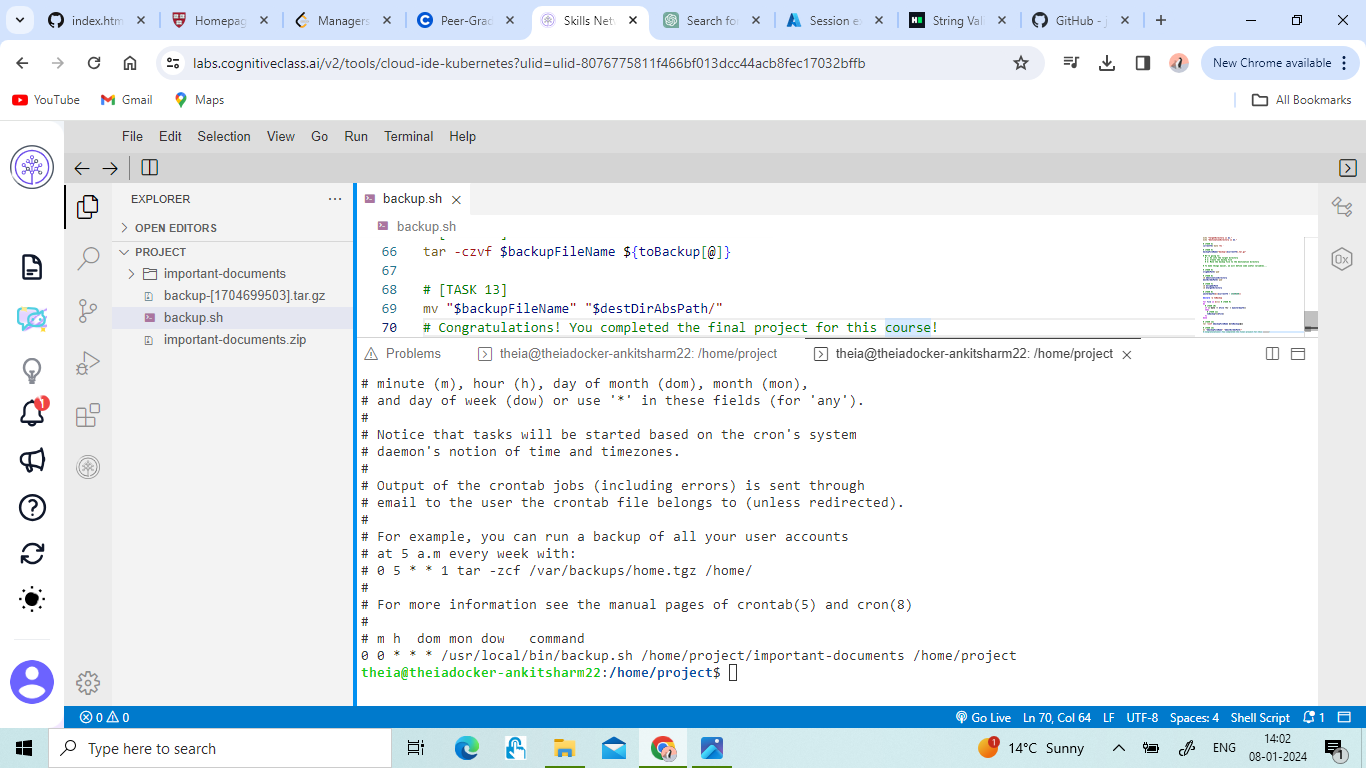 index.htm
Homepag
Managers
Peer-Grad
Skills Net
Search fo
Session ex
String Val
GitHub - j
labs.cognitiveclass.ai/v2/tools/cloud-ide-kubernetes?ulid=ulid-8076775811f466bf013dcc44acb8fec17032bffb
New Chrome available
YouTube
Gmail
Maps
All Bookmarks
File Edit Selection View Go Run Terminal Help
EXPLORER
OPEN EDITORS
PROJECT
important-documents
backup-[1704699503].tar.gz
backup.sh
important-documents.zip
backup.sh
backup.sh
66 tar -czvf $backupFileName ${toBackup[@]}
67
68 # [TASK 13]
69 mv "$backupFileName" "$destDirAbsPath/"
70 # Congratulations! You completed the final project for this course!
Problems
theia@theiadocker-ankitsharm22: /home/project
theia@theiadocker-ankitsharm22: /home/project
# minute (m), hour (h), day of month (dom), month (mon),
# and day of week (dow) or use '*' in these fields (for 'any').
#
# Notice that tasks will be started based on the cron's system
# daemon's notion of time and timezones.
#
# Output of the crontab jobs (including errors) is sent through
# email to the user the crontab file belongs to (unless redirected).
#
# For example, you can run a backup of all your user accounts
# at 5 a.m every week with:
# 0 5 * * 1 tar -zcf /var/backups/home.tgz /home/
#
# For more information see the manual pages of crontab(5) and cron(8)
#
# m h  dom mon dow   command
0 0 * * * /usr/local/bin/backup.sh /home/project/important-documents /home/project
theia@theiadocker-ankitsharm22:/home/project$
0x
1
0 0
Go Live
Ln 70, Col 64
LF
UTF-8
Spaces: 4
Shell Script
1
Type here to search
1
14°C Sunny
ENG
14:02
08-01-2024
1